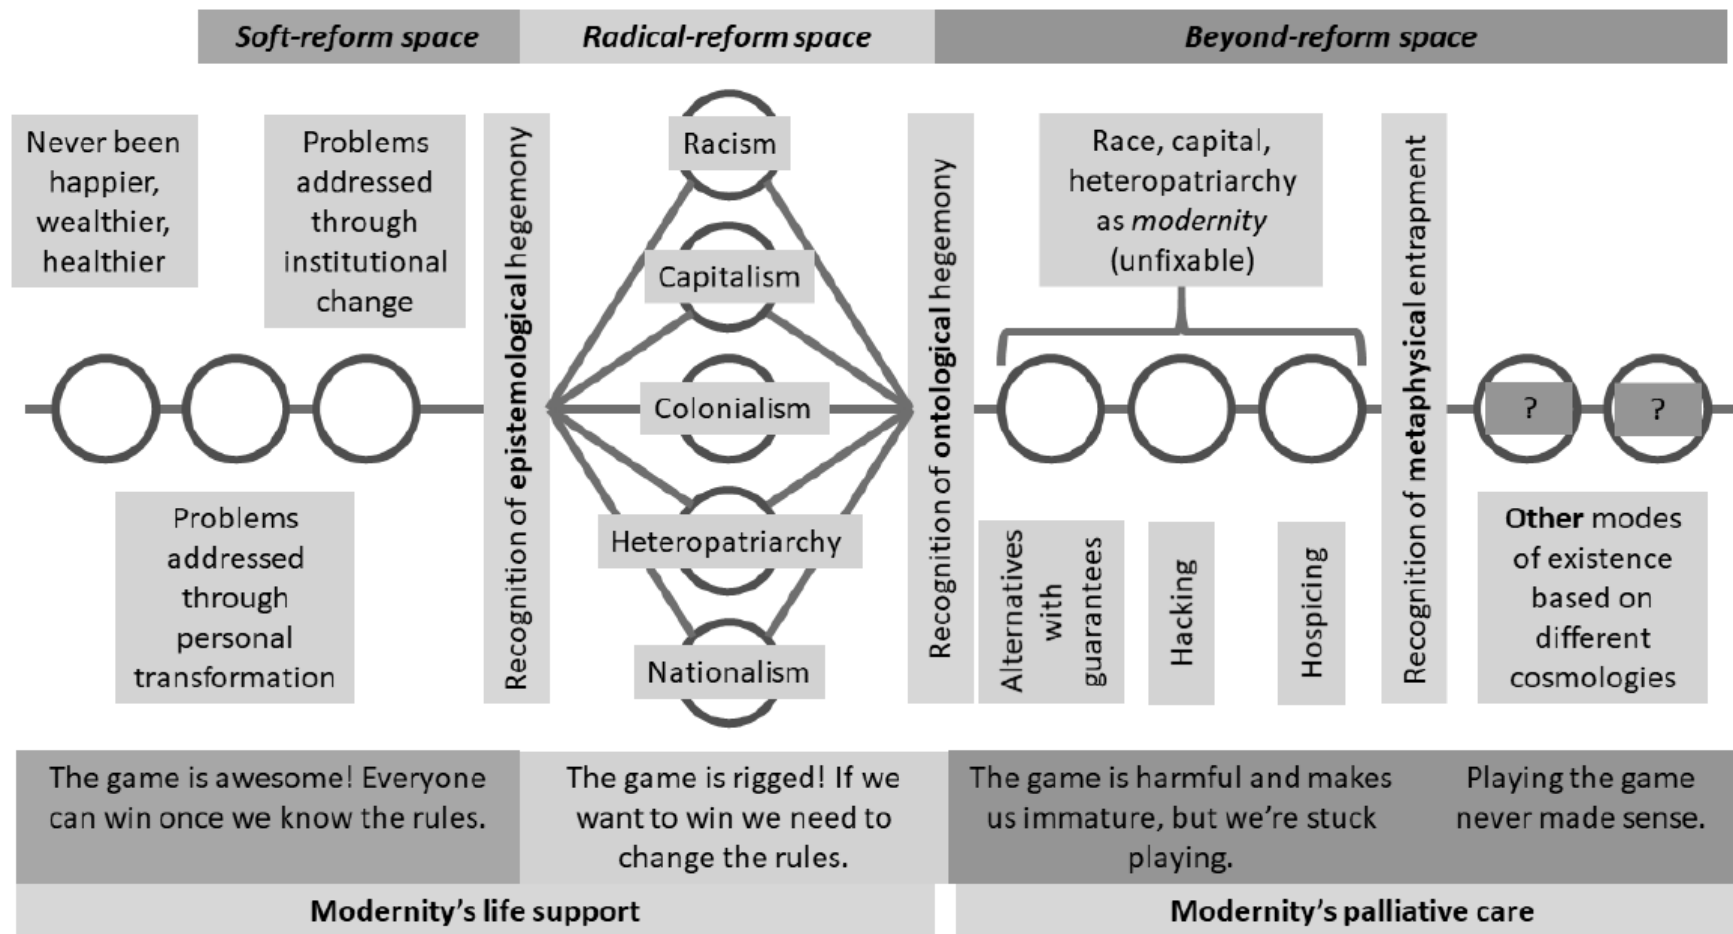 Soft-reform space
Radical-reform space
Beyond-reform space
Never been
happier,
wealthier,
healthier
Problems
addressed
through
institutional
change
Problems
addressed
through
personal
transformation
Recognition of epistemological hegemony
Racism
Capitalism
Colonialism
Heteropatriarchy
Nationalism
Recognition of ontological hegemony
Race, capital,
heteropatriarchy
as modernity
(unfixable)
Alternatives
with
guarantees
Hacking
Hospicing
Recognition of metaphysical entrapment
?
?
Other modes
of existence
based on
different
cosmologies
The game is awesome! Everyone
can win once we know the rules.
The game is rigged! If we
want to win we need to
change the rules.
The game is harmful and makes
us immature, but we’re stuck
playing.
Playing the game
never made sense.
Modernity’s life support
Modernity’s palliative care